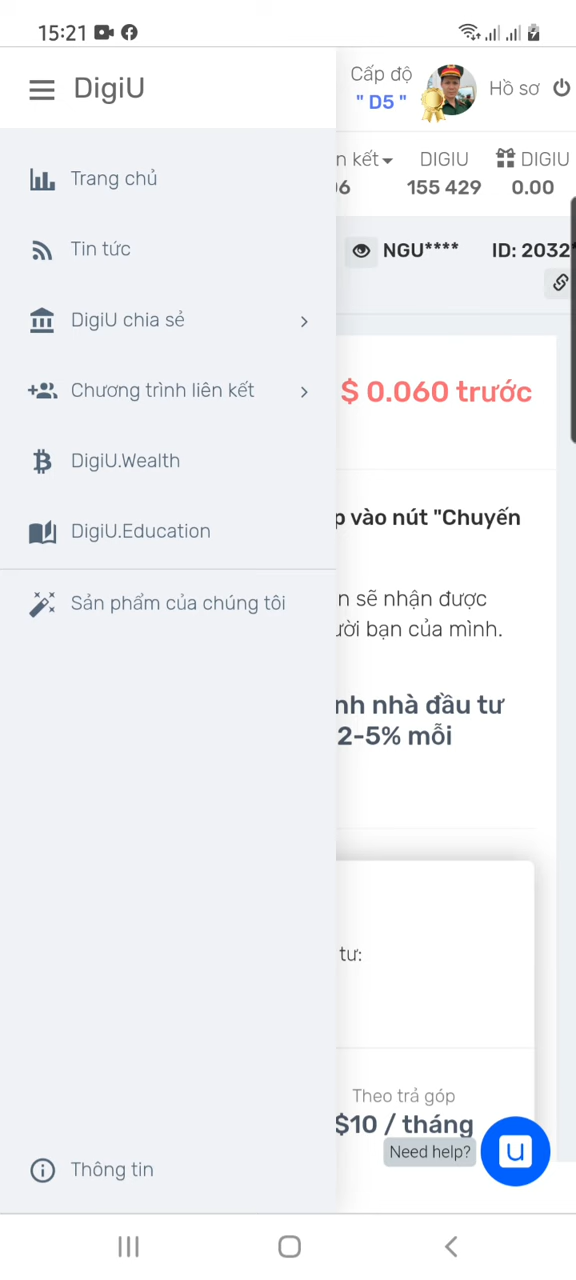 15:21
DigiU
Cấp độ
" D5 "
Hồ sơ
n kết
DIGIU
DIGIU
6
155 429
0.00
Trang chủ
Tin tức
NGU****
ID: 2032*
DigiU chia sẻ
Chương trình liên kết
$ 0.060 trước
DigiU.Wealth
DigiU.Education
p vào nút "Chuyến
Sản phẩm của chúng tôi
n sẽ nhận được
ười bạn của mình.
nh nhà đầu tư
2-5% mỗi
tư:
Theo trả góp
$10 / tháng
Need help?
Thông tin